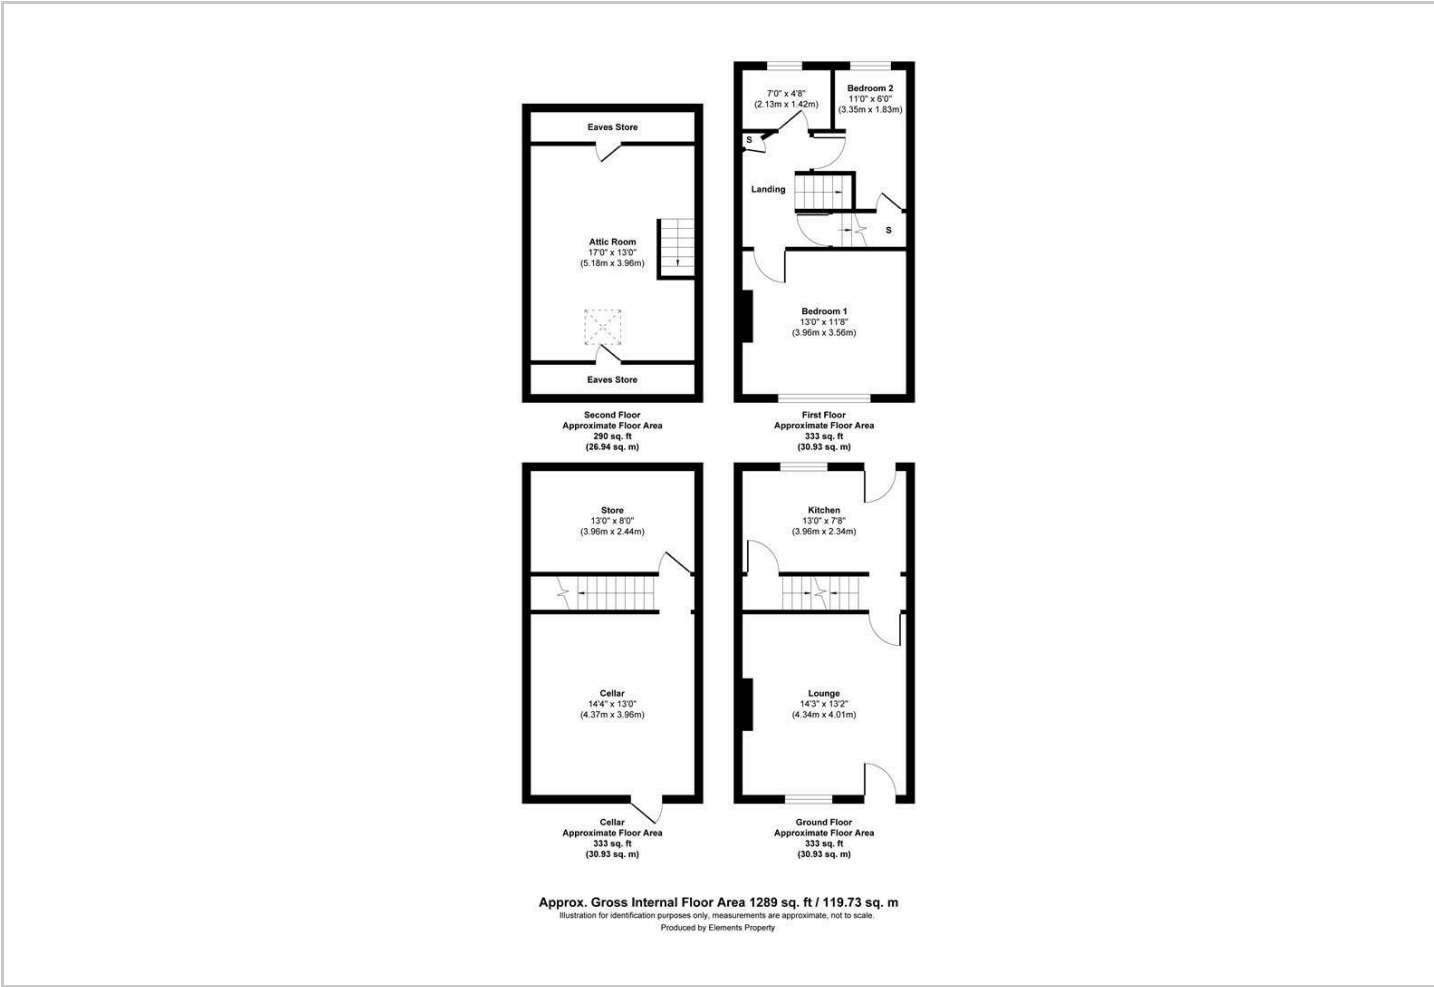 Eaves Store
Attic Room
17'0" x 13'0"
(5.18m x 3.96m)
Eaves Store
Second Floor
Approximate Floor Area
290 sq. ft
(26.94 sq. m)
7'0" x 4'8"
(2.13m x 1.42m)
Bedroom 2
11'0" x 6'0"
(3.35m x 1.83m)
S
Landing
S
Bedroom 1
13'0" x 11'8"
(3.96m x 3.56m)
First Floor
Approximate Floor Area
333 sq. ft
(30.93 sq. m)
Store
13'0" x 8'0"
(3.96m x 2.44m)
Cellar
14'4" x 13'0"
(4.37m x 3.96m)
Cellar
Approximate Floor Area
333 sq. ft
(30.93 sq. m)
Kitchen
13'0" x 7'8"
(3.96m x 2.34m)
Lounge
14'3" x 13'2"
(4.34m x 4.01m)
Ground Floor
Approximate Floor Area
333 sq. ft
(30.93 sq. m)
Approx. Gross Internal Floor Area 1289 sq. ft / 119.73 sq. m
Illustration for identification purposes only, measurements are approximate, not to scale.
Produced by Elements Property